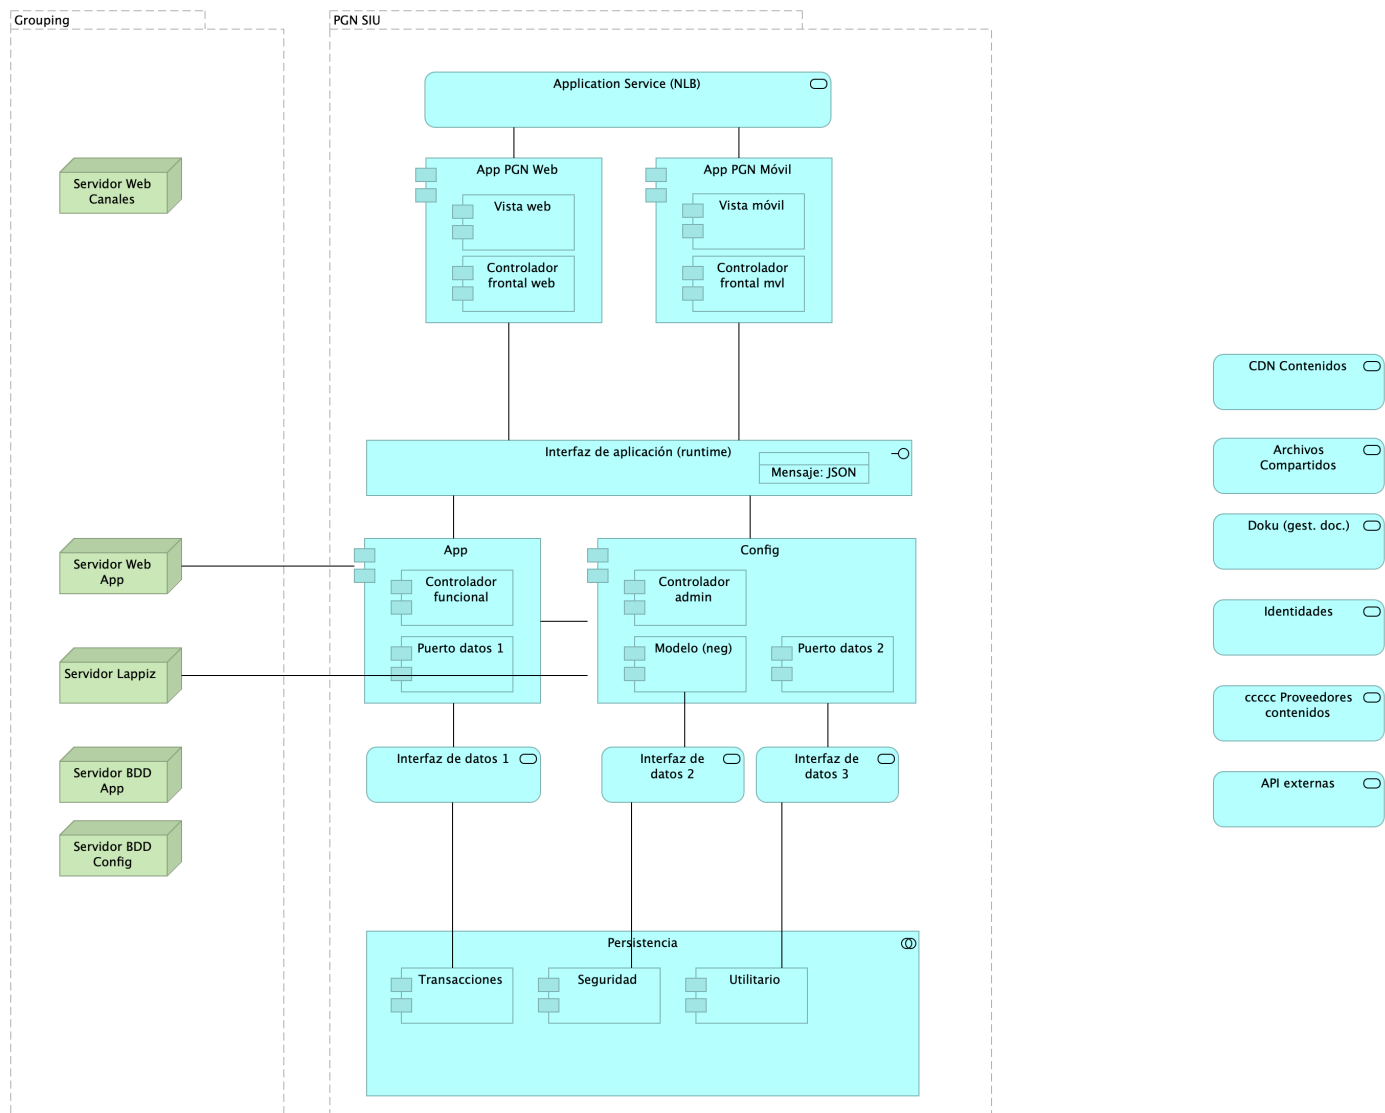 Grouping
PGN SIU
Application Service (NLB)
Servidor Web
Canales
App PGN Web
Vista web
Controlador
frontal web
App PGN Móvil
Vista móvil
Controlador
frontal mvl
Interfaz de aplicación (runtime)
Mensaje: JSON
Servidor Web
App
Servidor Lappiz
Servidor BDD
App
Servidor BDD
Config
App
Controlador
funcional
Puerto datos 1
Config
Controlador
admin
Modelo (neg)
Puerto datos 2
Interfaz de datos 1
Interfaz de
datos 2
Interfaz de
datos 3
Persistencia
Transacciones
Seguridad
Utilitario
CDN Contenidos
Archivos
Compartidos
Doku (gest. doc.)
Identidades
ccccc Proveedores
contenidos
API externas